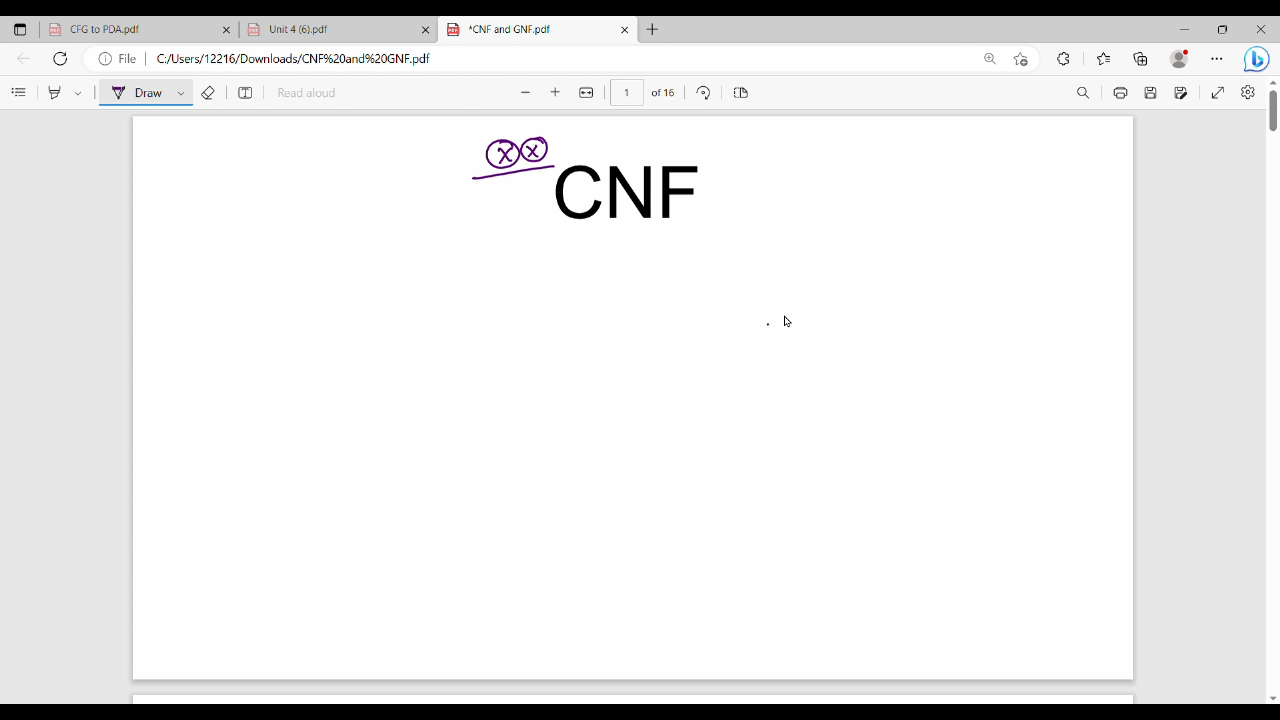 CFG to PDA.pdf
Unit 4 (6).pdf
*CNF and GNF.pdf
File
C:/Users/12216/Downloads/CNF%20and%20GNF.pdf
Draw
Read aloud
1
of 16
x x
CNF